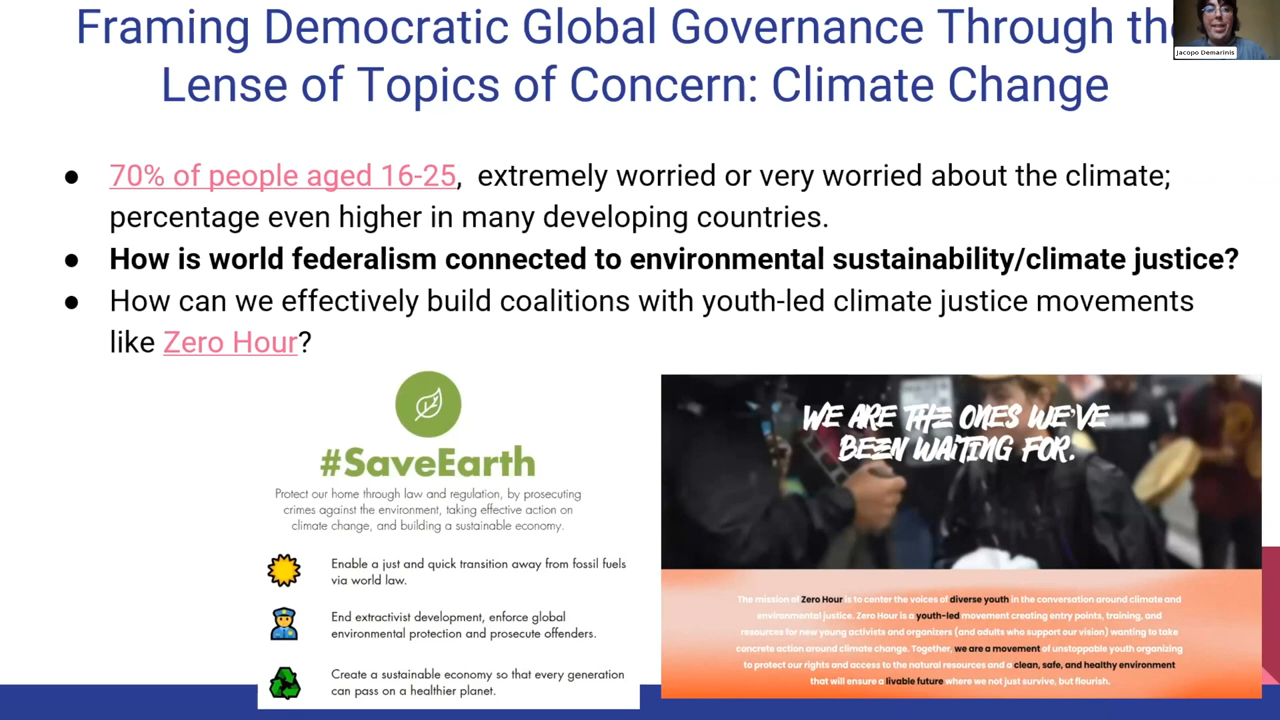 Framing Democratic Global Governance Through the
Lense of Topics of Concern: Climate Change
Jacopo Demarinis
● 70% of people aged 16-25, extremely worried or very worried about the climate;
percentage even higher in many developing countries.
● How is world federalism connected to environmental sustainability/climate justice?
● How can we effectively build coalitions with youth-led climate justice movements
like Zero Hour?
#SaveEarth
Protect our home through law and regulation, by prosecuting
crimes against the environment, taking effective action on
climate change, and building a sustainable economy.
Enable a just and quick transition away from fossil fuels
via world law.
End extractivist development, enforce global
environmental protection and prosecute offenders.
Create a sustainable economy so that every generation
can pass on a healthier planet.
WE ARE THE ONES WE'VE
BEEN WAITING FOR.
The mission of Zero Hour is to center the voices of diverse youth in the conversation around climate and
environmental justice. Zero Hour is a youth-led movement creating entry points, training, and
resources for new young activists and organizers (and adults who support our vision) wanting to take
concrete action around climate change. Together, we are a movement of unstoppable youth organizing
to protect our rights and access to the natural resources and a clean, safe, and healthy environment
that will ensure a livable future where we not just survive, but flourish.